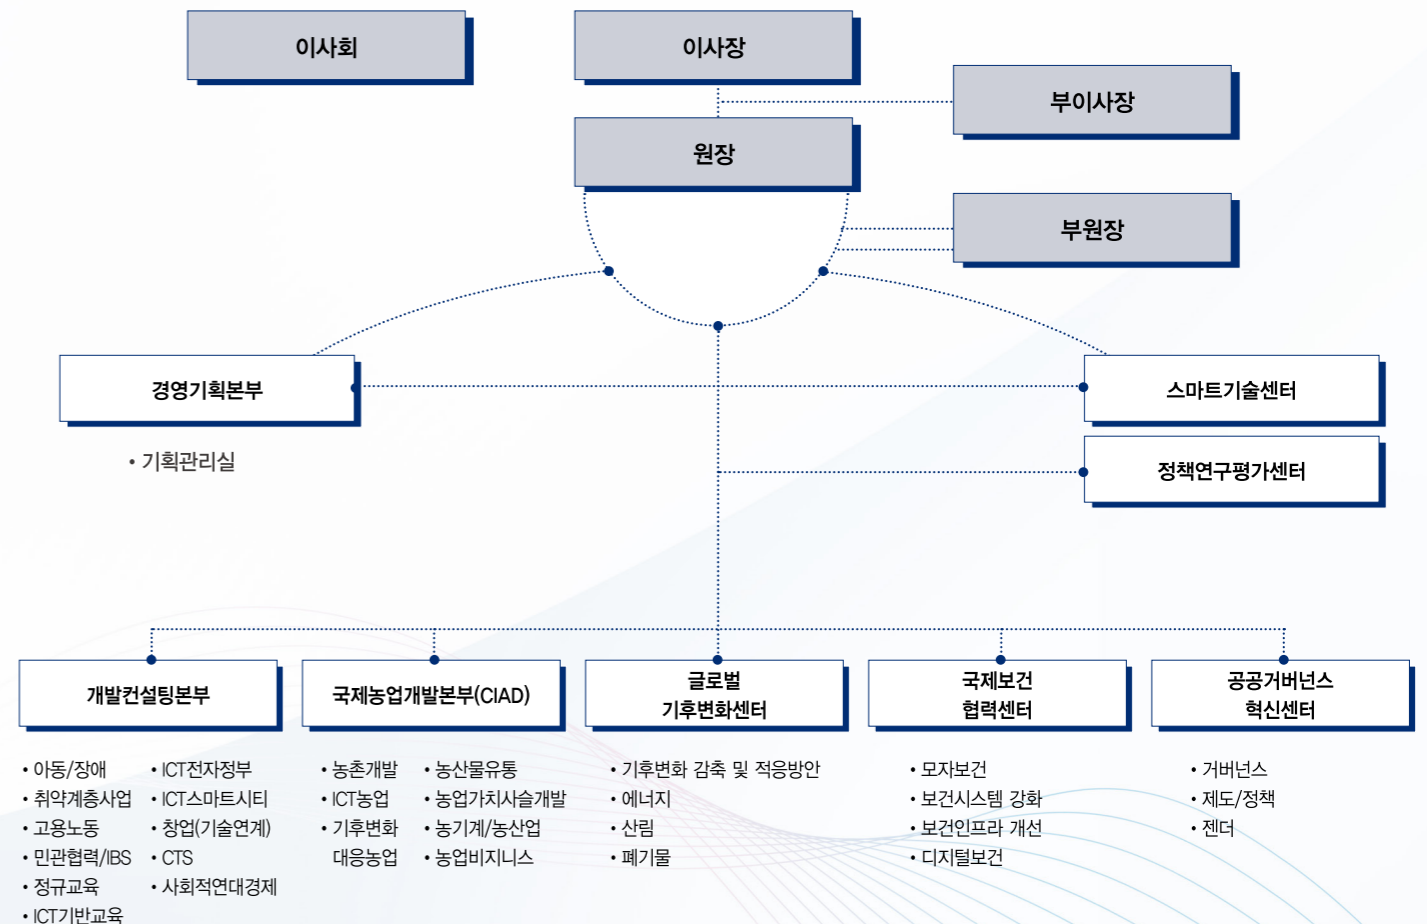 이사회
이사장
부이사장
원장
부원장
경영기획본부
• 기획관리실
스마트기술센터
정책연구평가센터
개발컨설팅본부
• 아동/장애
• 취약계층사업
• 고용노동
• 민관협력/IBS
• 정규교육
• ICT기반교육
• ICT전자정부
• ICT스마트시티
• 창업(기술연계)
• CTS
• 사회적연대경제
국제농업개발본부(CIAD)
• 농촌개발
• ICT농업
• 기후변화
대응농업
• 농산물유통
• 농업가치사슬개발
• 농기계/농산업
• 농업비지니스
글로벌
기후변화센터
• 기후변화 감축 및 적응방안
• 에너지
• 산림
• 폐기물
국제보건
협력센터
• 모자보건
• 보건시스템 강화
• 보건인프라 개선
• 디지털보건
공공거버넌스
혁신센터
• 거버넌스
• 제도/정책
• 젠더